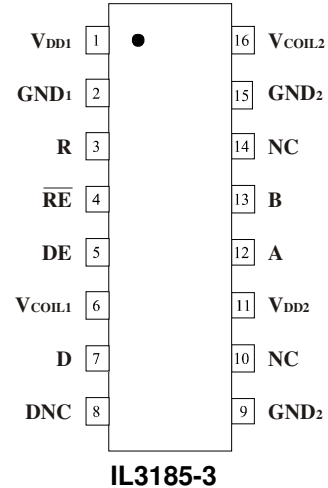 VDD1 1 16 VCOIL2
GND1 2 15 GND2
R 3 14 NC
R̅E̅ 4 13 B
DE 5 12 A
VCOIL1 6 11 VDD2
D 7 10 NC
DNC 8 9 GND2
IL3185-3